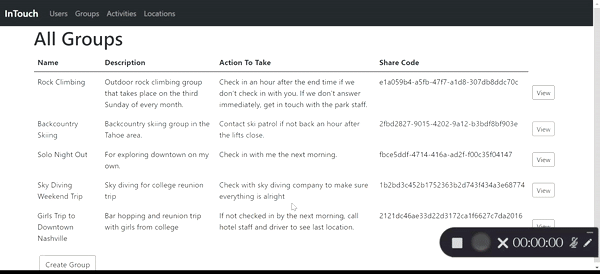 InTouch Users Groups Activities Locations
All Groups
Name Description Action To Take Share Code
Rock Climbing Outdoor rock climbing group Check in an hour after the end time if we e1a059b4-a5fb-47f7-a1d8-307db8ddc70c View
that takes place on the third don't check in with you. If we don't answer
Sunday of every month. immediately, get in touch with the park staff.
Backcountry Backcountry skiing group in the Contact ski patrol if not back an hour after 2fbd2827-9015-4202-9a12-b3bdf8bf903e View
Skiing Tahoe area. the lifts close.
Solo Night Out For exploring downtown on my Check in with me the next morning. fbce5ddf-4714-416a-ad2f-f00c35f04147 View
own.
Sky Diving Sky diving for college reunion Check with sky diving company to make sure 1b2bd3c452b1752363b2d743f434a3e68774 View
Weekend Trip trip everything is alright
Girls Trip to Bar hopping and reunion trip If not checked in by the next morning, call 2121dc46ae33d22d3172ca1f6627c7da2016 View
Downtown with girls from college hotel staff and driver to see last location.
Nashville
00:00:00
Create Group